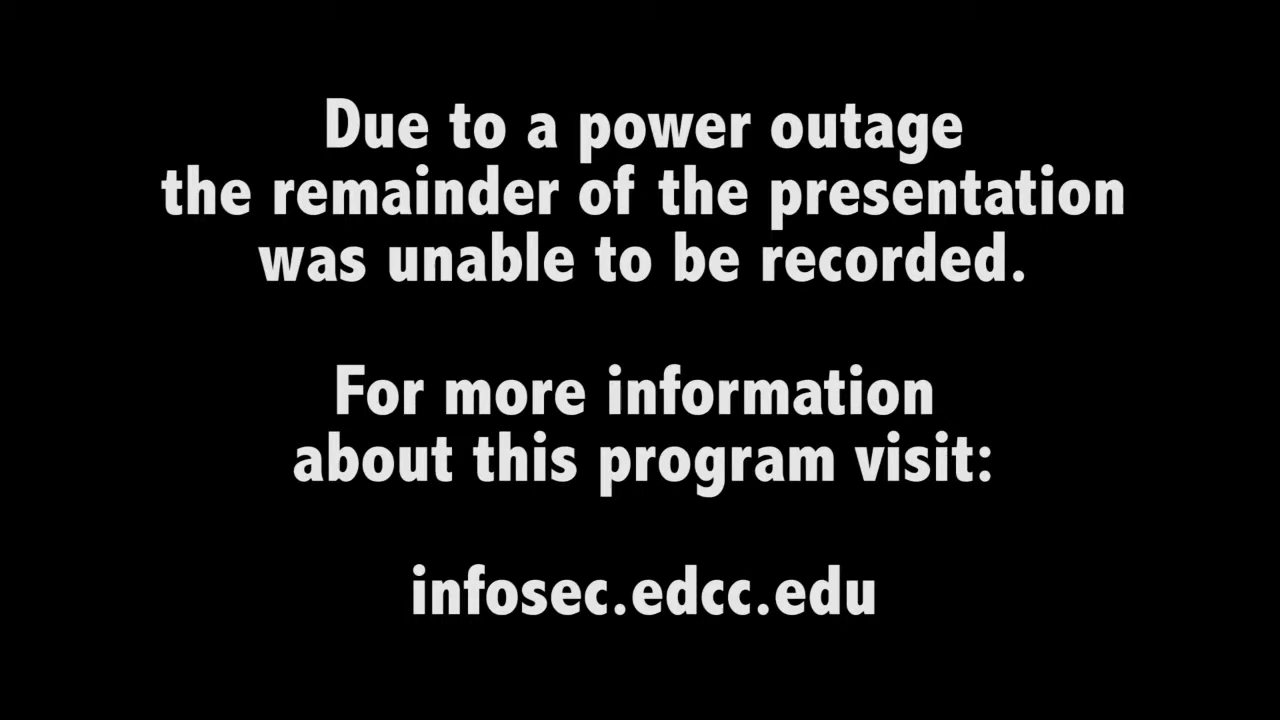 Due to a power outage
the remainder of the presentation
was unable to be recorded.
For more information
about this program visit:
infosec.edcc.edu